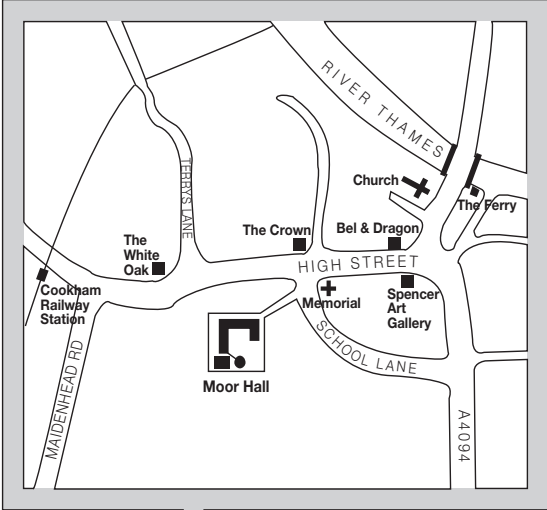 RIVER THAMES
TERRYS LANE
Church
The Ferry
The Crown
Bel & Dragon
The
White
Oak
HIGH STREET
Cookham
Railway
Station
Memorial
Spencer
Art
Gallery
SCHOOL LANE
Moor Hall
MAIDENHEAD RD
A4094